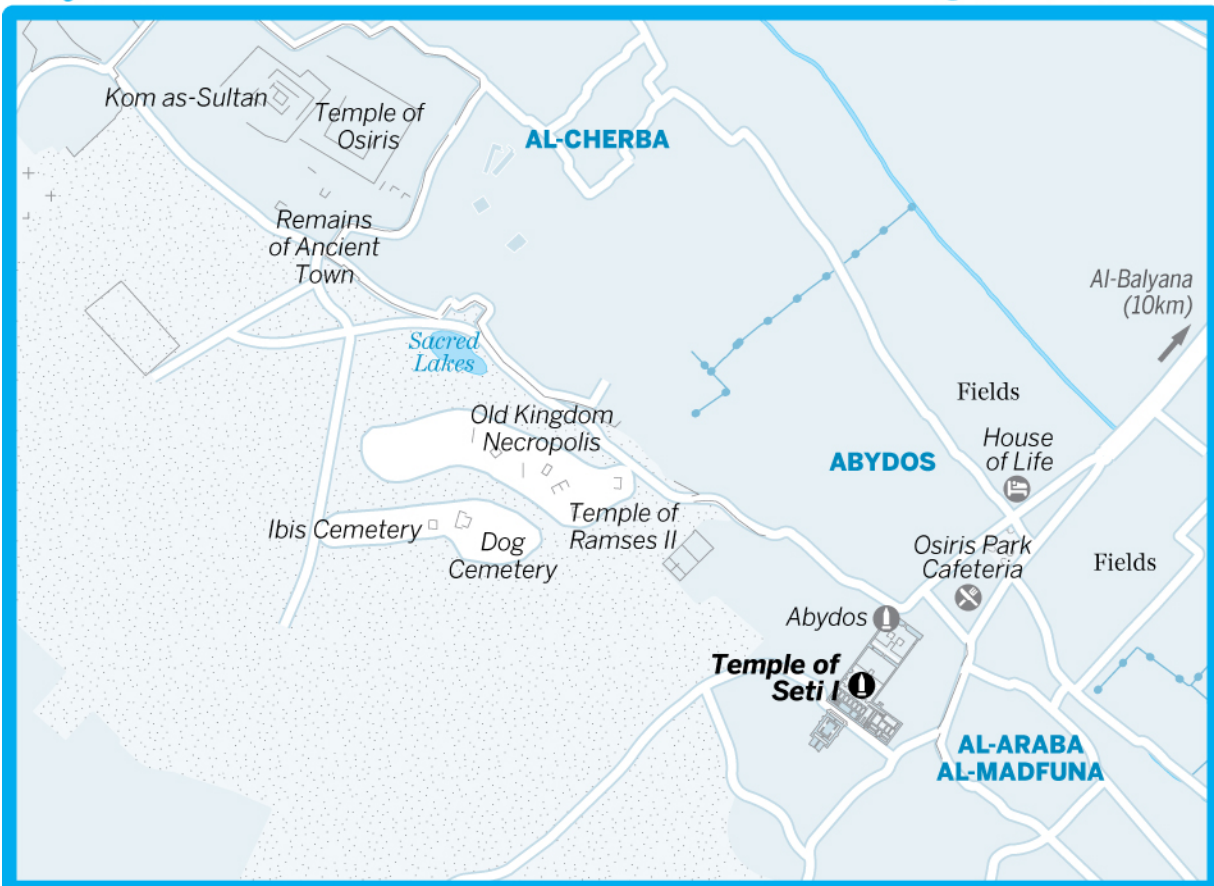 Kom as-Sultan
Temple of
Osiris
AL-CHERBA
Remains
of Ancient
Town
Al-Balyana
(10km)
Sacred
Lakes
Fields
Old Kingdom
Necropolis
House
of Life
ABYDOS
Ibis Cemetery
Temple of
Ramses II
Dog
Cemetery
Osiris Park
Cafeteria
Fields
Abydos
Temple of
Seti I
AL-ARABA
AL-MADFUNA